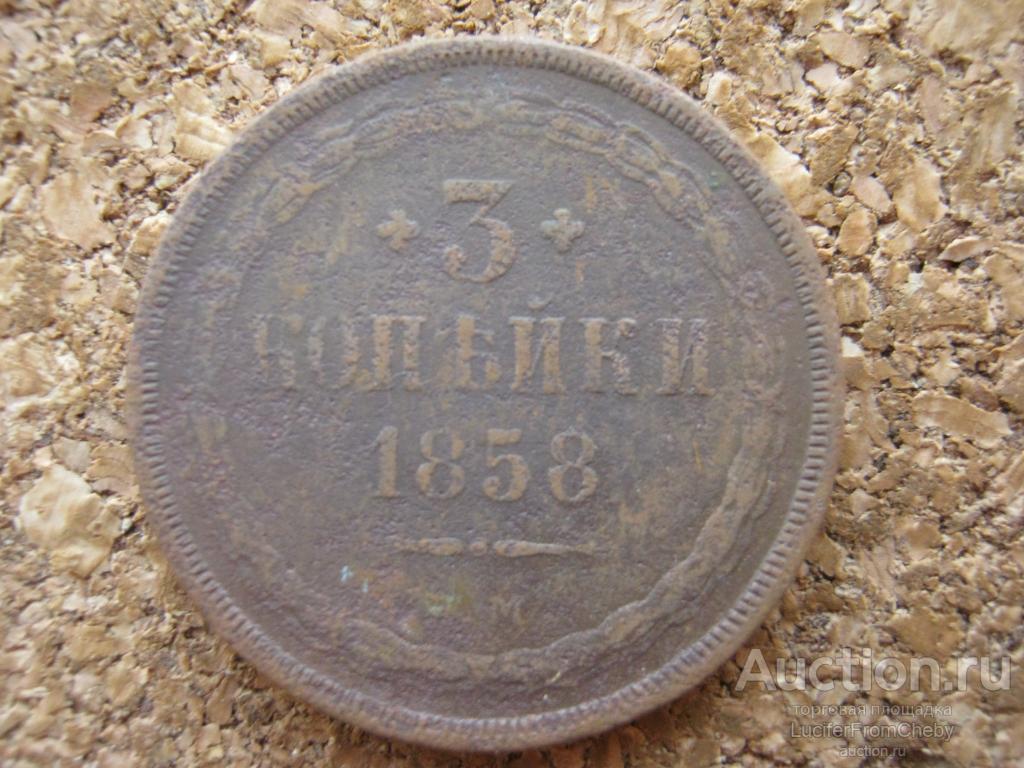 3
КОПѢЙКИ
1858
М
Auction.ru
торговая площадка
LuciferFromCheby
auction.ru